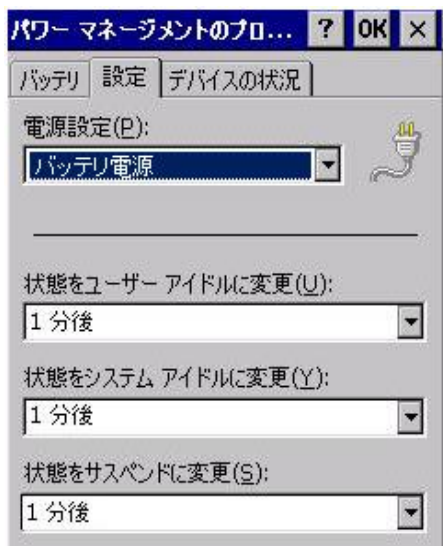 パワー マネージメントのプロ... ? OK ×
バッテリ 設定 デバイスの状況
電源設定(P):
バッテリ電源
状態をユーザー アイドルに変更(U):
1 分後
状態をシステム アイドルに変更(Y):
1 分後
状態をサスペンドに変更(S):
1 分後